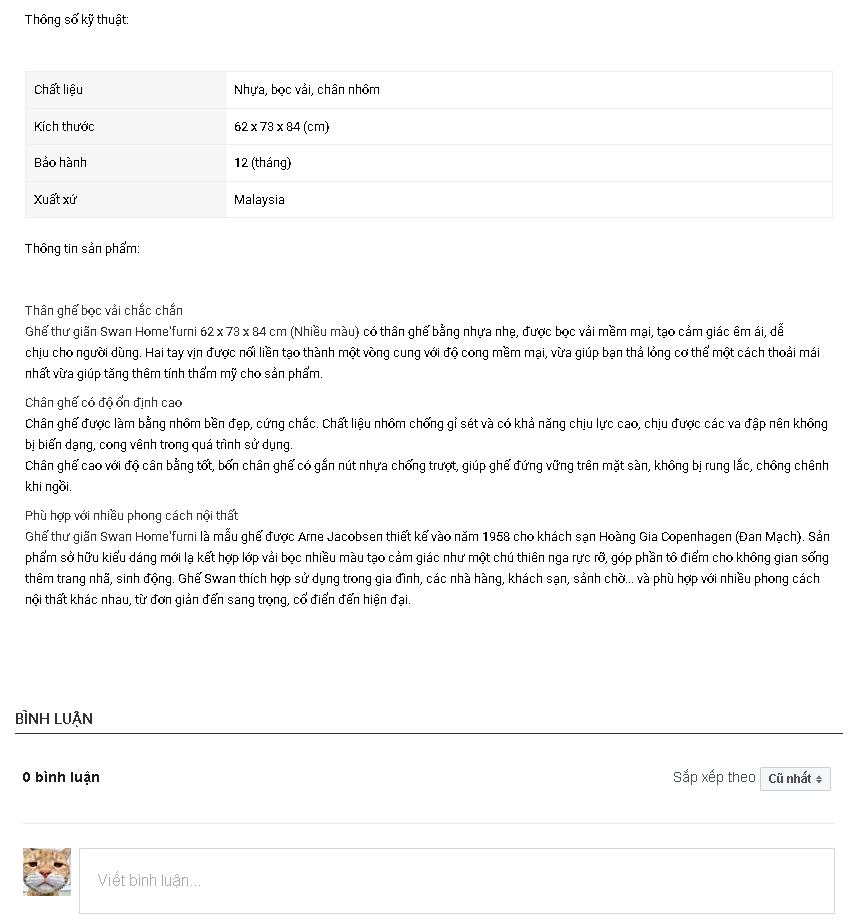 Thông số kỹ thuật:
Chất liệu
Nhựa, bọc vải, chân nhôm
Kích thước
62 x 73 x 84 (cm)
Bảo hành
12 (tháng)
Xuất xứ
Malaysia
Thông tin sản phẩm:
Thân ghế bọc vải chắc chắn
Ghế thư giãn Swan Home'furni 62 x 73 x 84 cm (Nhiều màu) có thân ghế bằng nhựa nhẹ, được bọc vải mềm mại, tạo cảm giác êm ái, dễ
chịu cho người dùng. Hai tay vịn được nối liền tạo thành một vòng cung với độ cong mềm mại, vừa giúp bạn thả lỏng cơ thể một cách thoải mái
nhất vừa giúp tăng thêm tính thẩm mỹ cho sản phẩm.
Chân ghế có độ ổn định cao
Chân ghế được làm bằng nhôm bền đẹp, cứng chắc. Chất liệu nhôm chống gỉ sét và có khả năng chịu lực cao, chịu được các va đập nên không
bị biến dạng, cong vênh trong quá trình sử dụng.
Chân ghế cao với độ cân bằng tốt, bốn chân ghế có gắn nút nhựa chống trượt, giúp ghế đứng vững trên mặt sàn, không bị rung lắc, chông chênh
khi ngồi.
Phù hợp với nhiều phong cách nội thất
Ghế thư giãn Swan Home'furni là mẫu ghế được Arne Jacobsen thiết kế vào năm 1958 cho khách sạn Hoàng Gia Copenhagen (Đan Mạch). Sản
phẩm sở hữu kiểu dáng mới lạ kết hợp lớp vải bọc nhiều màu tạo cảm giác như một chú thiên nga rực rỡ, góp phần tô điểm cho không gian sống
thêm trang nhã, sinh động. Ghế Swan thích hợp sử dụng trong gia đình, các nhà hàng, khách sạn, sảnh chờ... và phù hợp với nhiều phong cách
nội thất khác nhau, từ đơn giản đến sang trọng, cổ điển đến hiện đại.
BÌNH LUẬN
0 bình luận
Sắp xếp theo Cũ nhất
Viết bình luận...